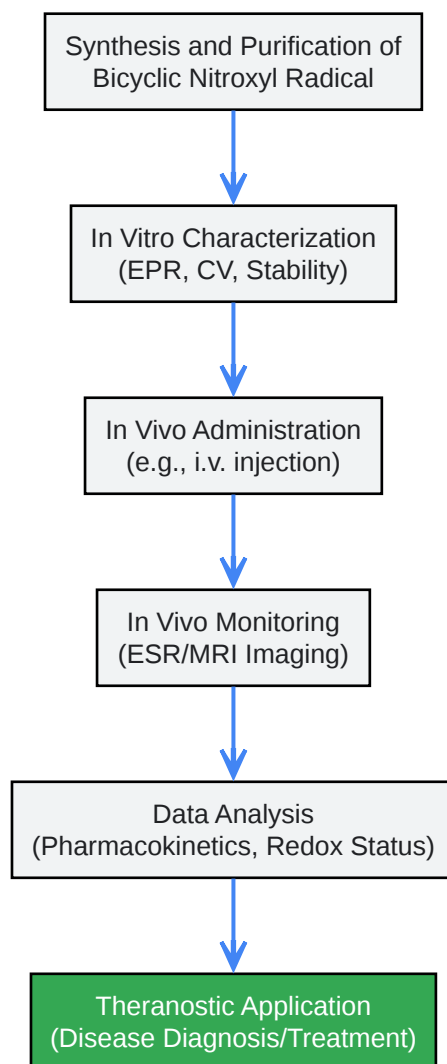 Synthesis and Purification of
Bicyclic Nitroxyl Radical
In Vitro Characterization
(EPR, CV, Stability)
In Vivo Administration
(e.g., i.v. injection)
In Vivo Monitoring
(ESR/MRI Imaging)
Data Analysis
(Pharmacokinetics, Redox Status)
Theranostic Application
(Disease Diagnosis/Treatment)